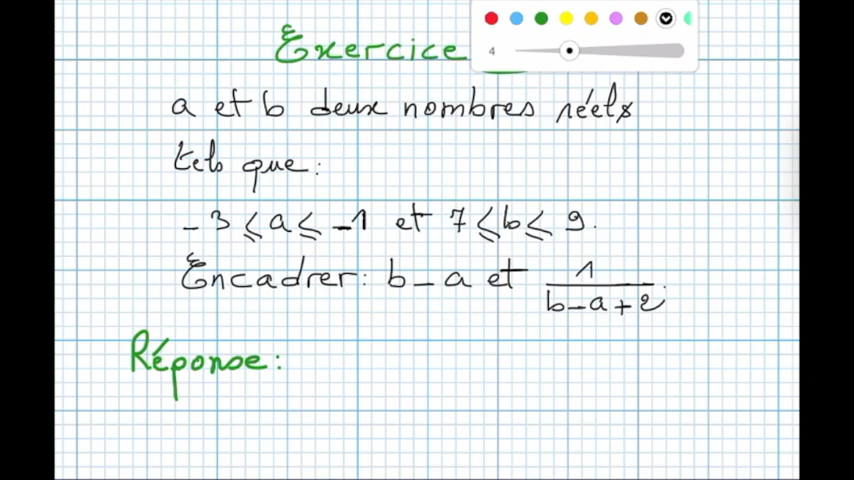 4
Exercice
a et b deux nombres réels
tels que:
-3 ≤ a ≤ -1 et 7 ≤ b ≤ 9.
Encadrer: b-a et 1/(b-a+2).
Réponse: